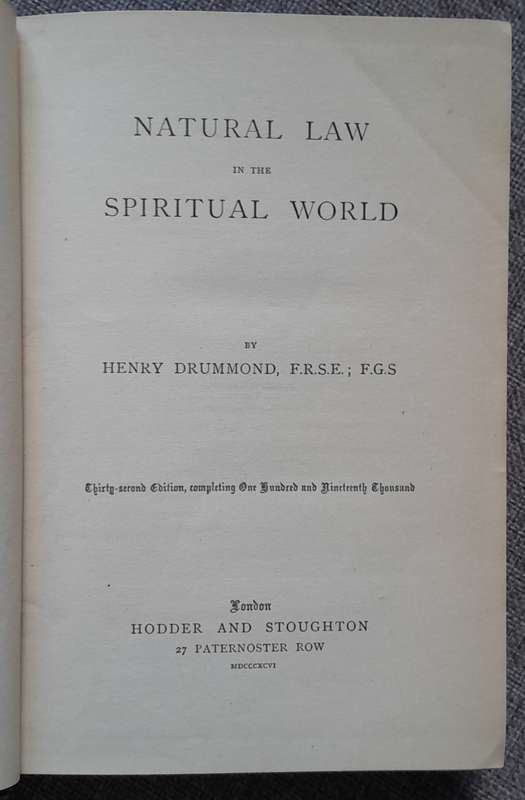 NATURAL LAW
IN THE
SPIRITUAL WORLD
BY
HENRY DRUMMOND, F.R.S.E.; F.G.S
Thirty-second Edition, completing One Hundred and Nineteenth Thousand
London
HODDER AND STOUGHTON
27 PATERNOSTER ROW
MDCCCXCVI